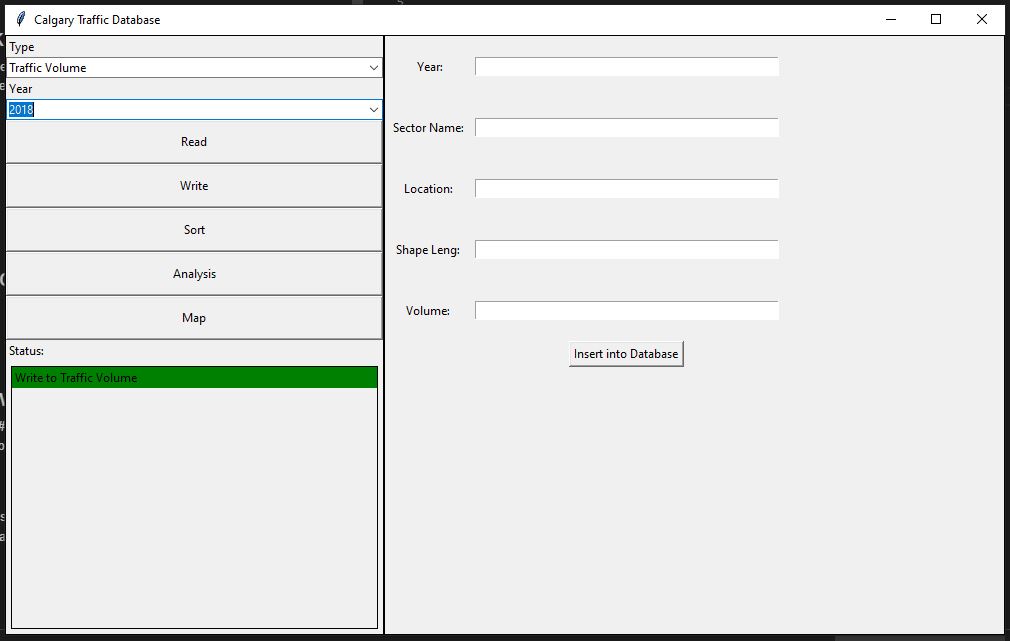 Calgary Traffic Database
Type
Traffic Volume
Year
2018
Read
Write
Sort
Analysis
Map
Status:
Write to Traffic Volume
Year:
Sector Name:
Location:
Shape Leng:
Volume:
Insert into Database